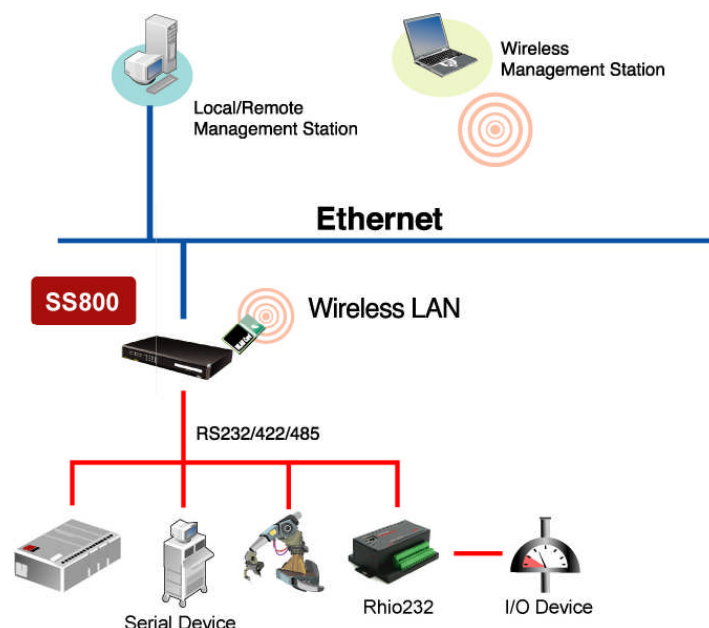 Wireless
Management Station
Local/Remote
Management Station
Ethernet
SS800
Wireless LAN
RS232/422/485
Serial Device
Rhio232
I/O Device